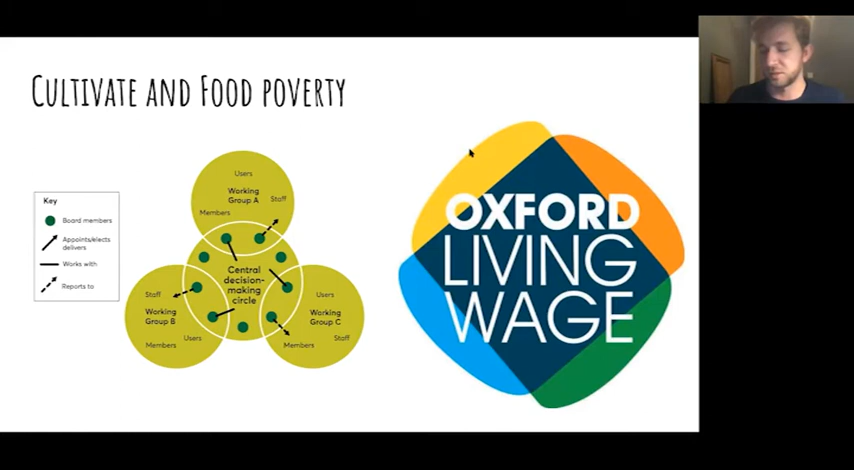 Cultivate and Food poverty
Key
Board members
Appoints/elects
delivers
Works with
Reports to
Users
Working
Group A
Staff
Members
Central
decision-
making
circle
Staff
Working
Group B
Members
Users
Users
Working
Group C
Members
Staff
OXFORD
LIVING
WAGE